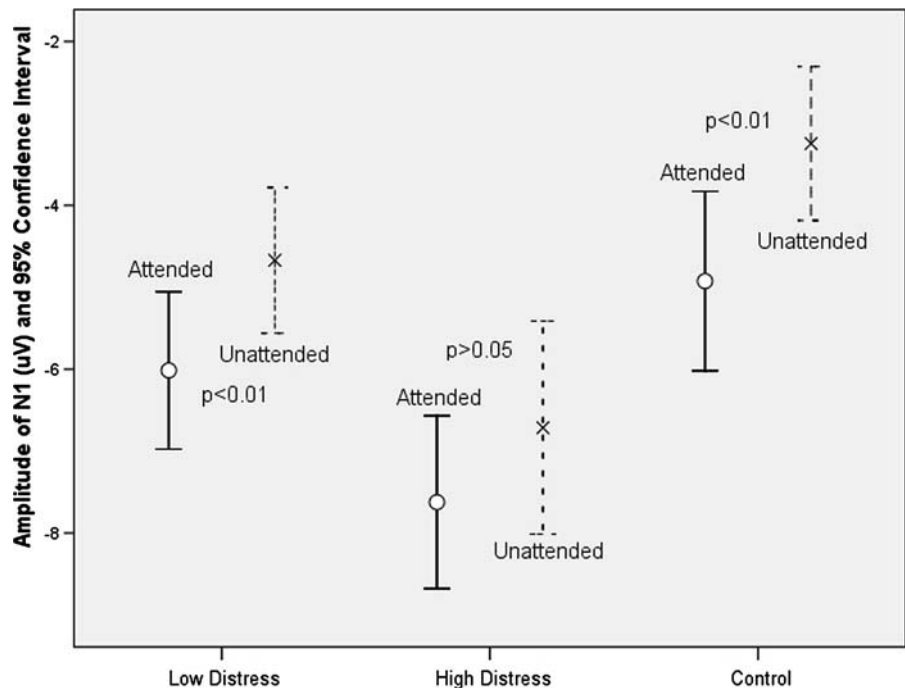 Amplitude of N1 (uV) and 95% Confidence Interval
-2
-4
-6
-8
Attended
Unattended
p<0.01
p>0.05
Attended
Unattended
p<0.01
Attended
Unattended
Low Distress
High Distress
Control